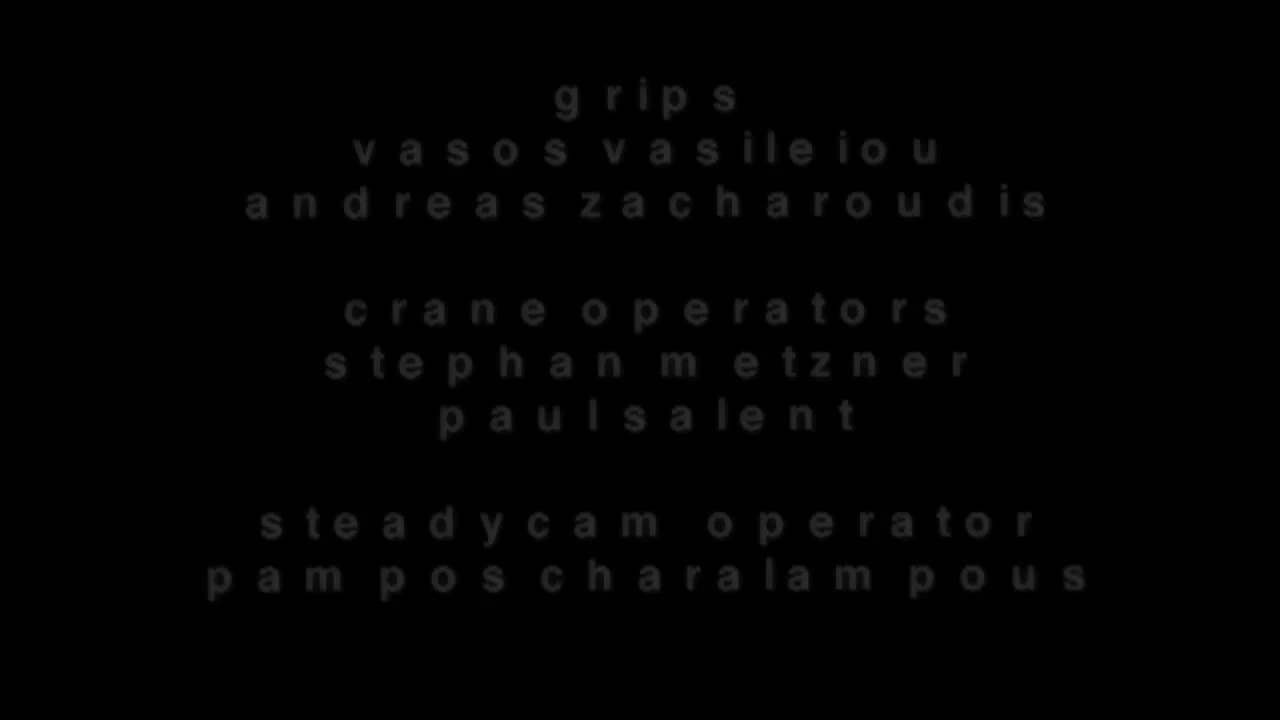 grips
vasos vasileiou
andreas zacharoudis
crane operators
stephan metzner
paul salent
steadycam operator
pampos charalampous